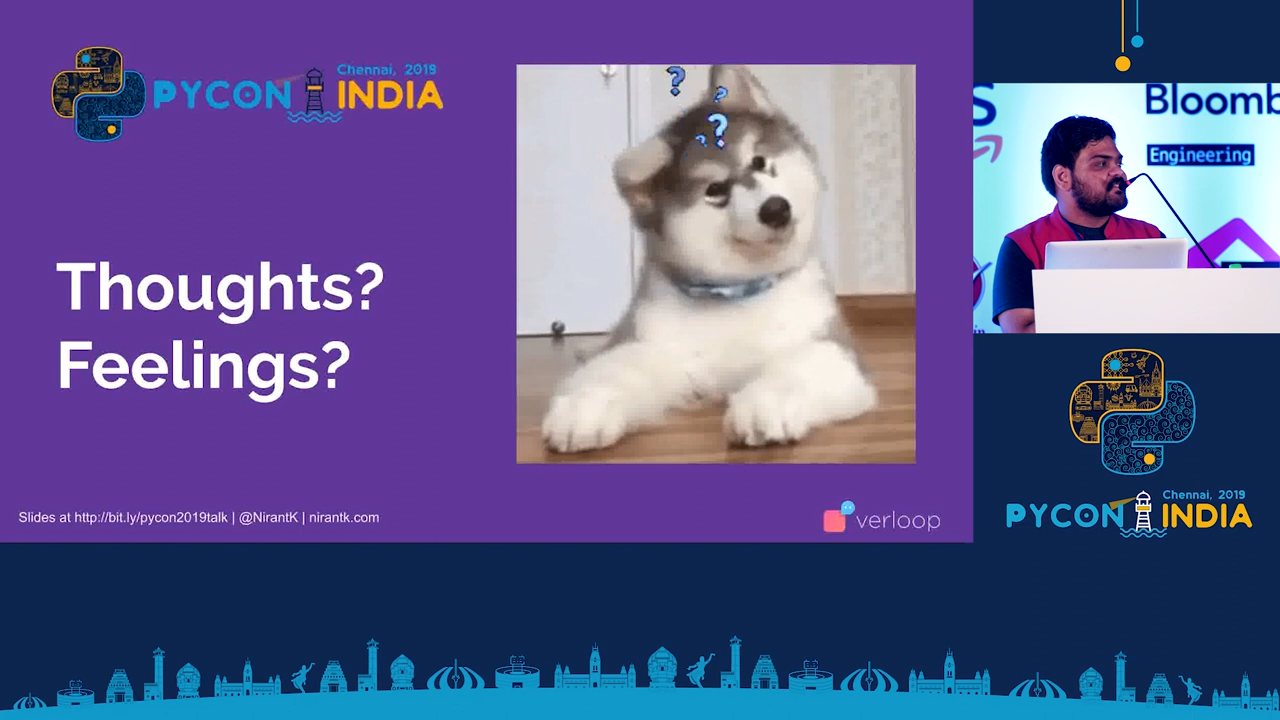 Chennai, 2019
PYCON INDIA
Thoughts?
Feelings?
Slides at http://bit.ly/pycon2019talk | @NirantK | nirantk.com
verloop
S
Bloomb
Engineering
Chennai, 2019
PYCON INDIA